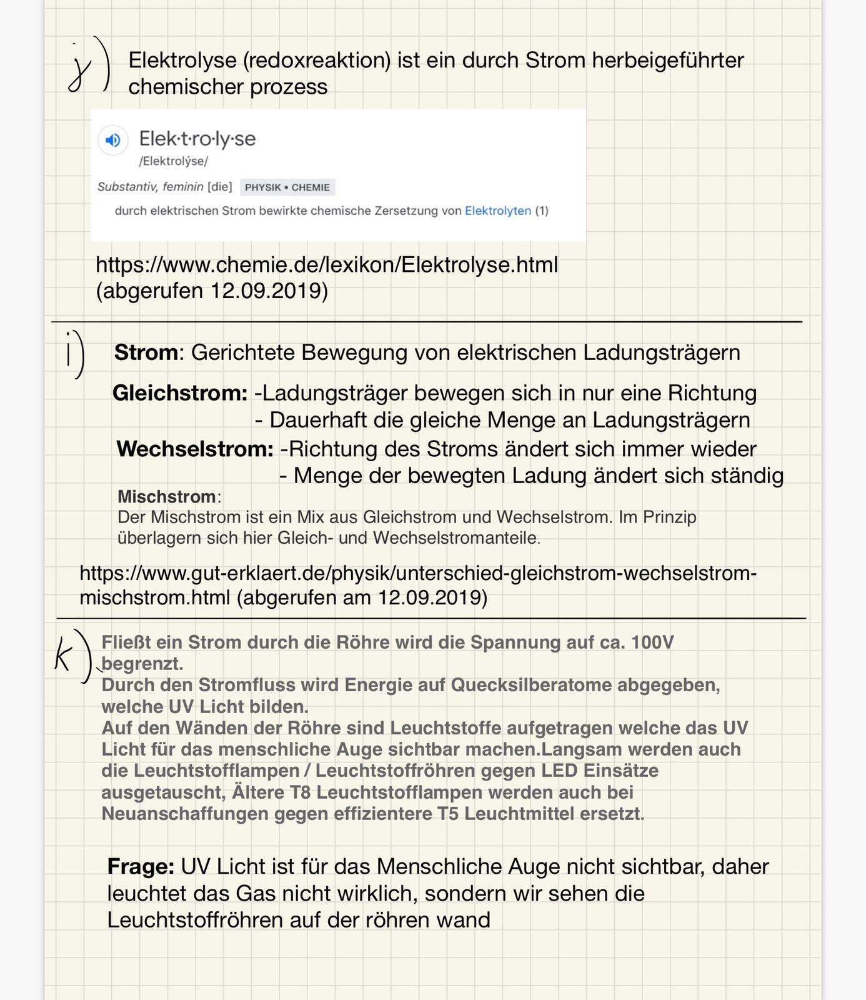 j) Elektrolyse (redoxreaktion) ist ein durch Strom herbeigeführter
chemischer prozess
Elek·t·ro·ly·se
/Elektrolýse/
Substantiv, feminin [die] PHYSIK • CHEMIE
durch elektrischen Strom bewirkte chemische Zersetzung von Elektrolyten (1)
https://www.chemie.de/lexikon/Elektrolyse.html
(abgerufen 12.09.2019)
i) Strom: Gerichtete Bewegung von elektrischen Ladungsträgern
Gleichstrom: -Ladungsträger bewegen sich in nur eine Richtung
- Dauerhaft die gleiche Menge an Ladungsträgern
Wechselstrom: -Richtung des Stroms ändert sich immer wieder
- Menge der bewegten Ladung ändert sich ständig
Mischstrom:
Der Mischstrom ist ein Mix aus Gleichstrom und Wechselstrom. Im Prinzip
überlagern sich hier Gleich- und Wechselstromanteile.
https://www.gut-erklaert.de/physik/unterschied-gleichstrom-wechselstrom-
mischstrom.html (abgerufen am 12.09.2019)
k) Fließt ein Strom durch die Röhre wird die Spannung auf ca. 100V
begrenzt.
Durch den Stromfluss wird Energie auf Quecksilberatome abgegeben,
welche UV Licht bilden.
Auf den Wänden der Röhre sind Leuchtstoffe aufgetragen welche das UV
Licht für das menschliche Auge sichtbar machen.Langsam werden auch
die Leuchtstofflampen / Leuchtstoffröhren gegen LED Einsätze
ausgetauscht, Ältere T8 Leuchtstofflampen werden auch bei
Neuanschaffungen gegen effizientere T5 Leuchtmittel ersetzt.
Frage: UV Licht ist für das Menschliche Auge nicht sichtbar, daher
leuchtet das Gas nicht wirklich, sondern wir sehen die
Leuchtstoffröhren auf der röhren wand